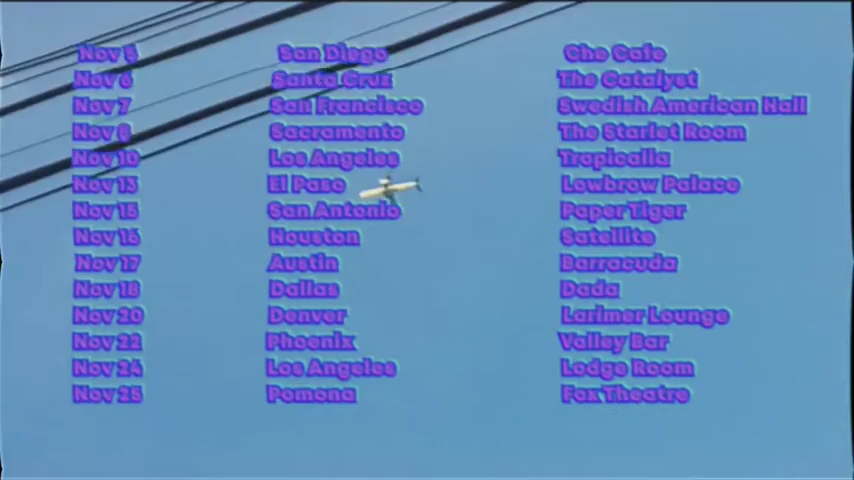 Nov 5 San Diego Che Cafe
Nov 6 Santa Cruz The Catalyst
Nov 7 San Francisco Swedish American Hall
Nov 8 Sacramento The Starlet Room
Nov 10 Los Angeles Tropicalia
Nov 13 El Paso Lowbrow Palace
Nov 15 San Antonio Paper Tiger
Nov 16 Houston Satellite
Nov 17 Austin Barracuda
Nov 18 Dallas Dada
Nov 20 Denver Larimer Lounge
Nov 22 Phoenix Valley Bar
Nov 24 Los Angeles Lodge Room
Nov 25 Pomona Fox Theatre